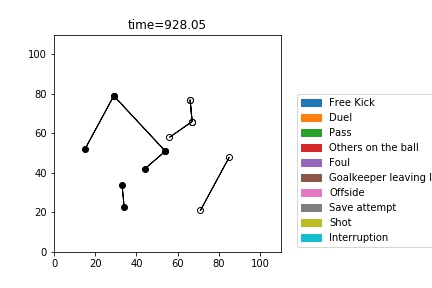 time=928.05
100
80
60
40
20
0
0 20 40 60 80 100
Free Kick
Duel
Pass
Others on the ball
Foul
Goalkeeper leaving l
Offside
Save attempt
Shot
Interruption